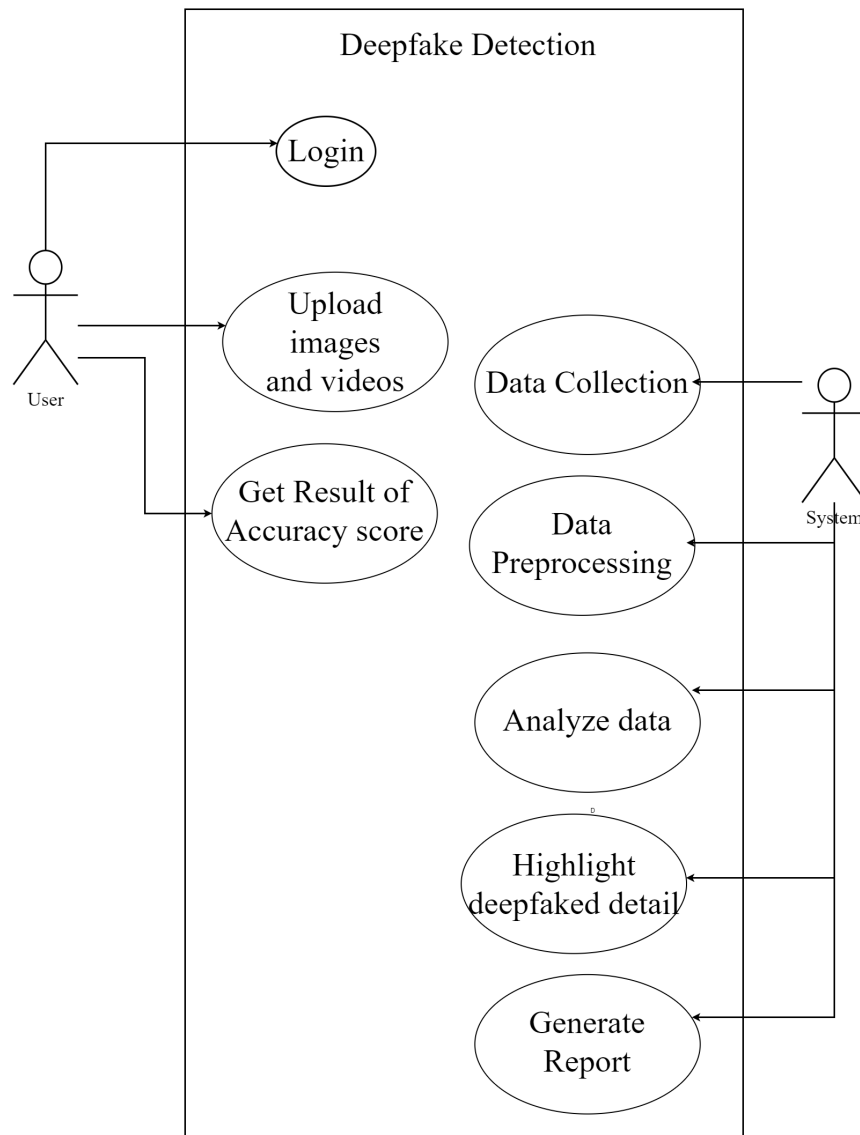 Deepfake Detection
Login
Upload
images
and videos
User
Data Collection
Get Result of
Accuracy score
System
Data
Preprocessing
Analyze data
D
Highlight
deepfaked detail
Generate
Report